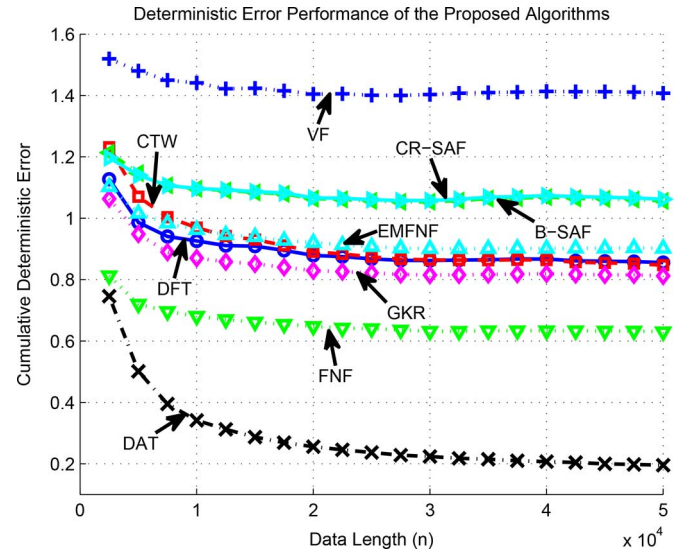 Deterministic Error Performance of the Proposed Algorithms
Cumulative Deterministic Error
1.6
1.4
1.2
1
0.8
0.6
0.4
0.2
VF
CTW
CR-SAF
B-SAF
EMFNF
DFT
GKR
FNF
DAT
0 1 2 3 4 5
x 10^4
Data Length (n)